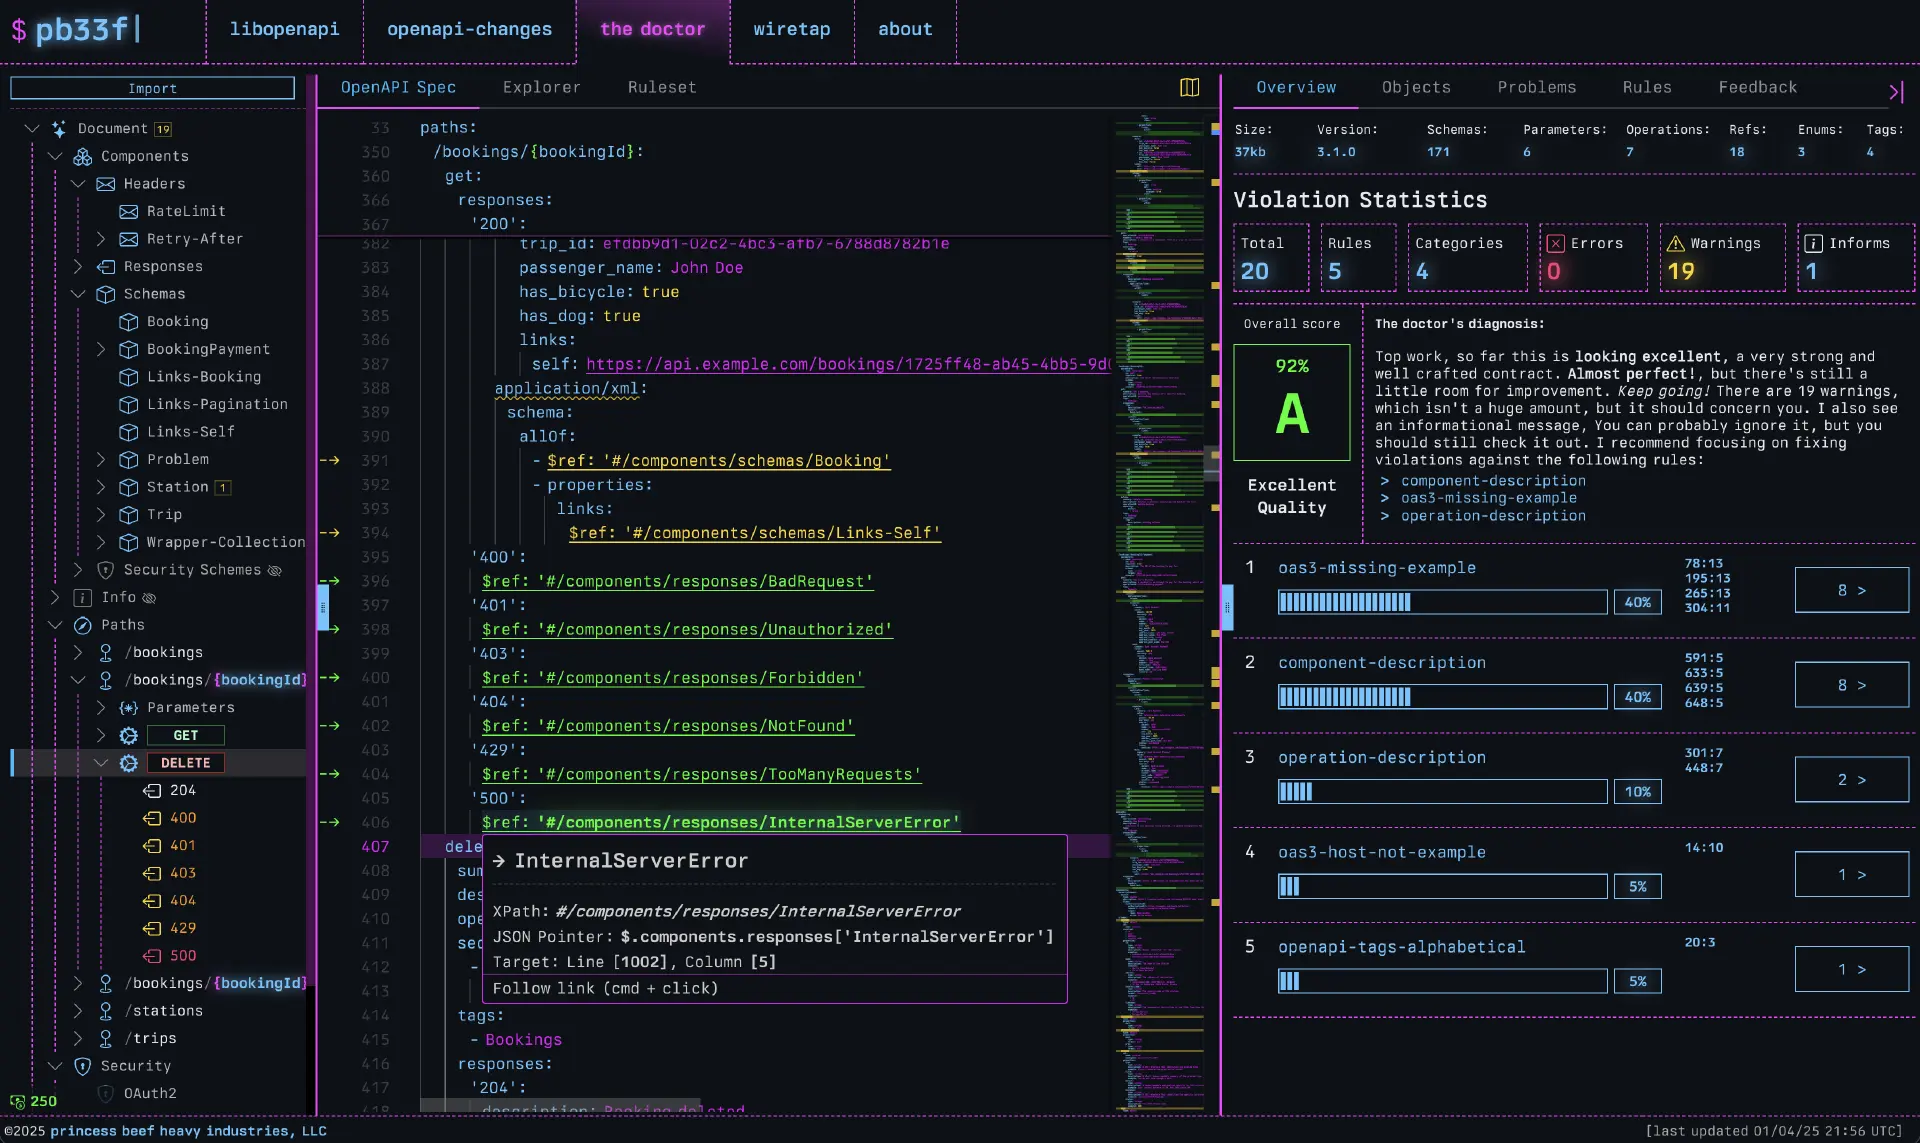 $ pb33f
libopenapi
openapi-changes
the doctor
wiretap
about
Import
Document 19
Components
Headers
RateLimit
Retry-After
Responses
Schemas
Booking
BookingPayment
Links-Booking
Links-Pagination
Links-Self
Problem
Station 1
Trip
Wrapper-Collection
Security Schemes
Info
Paths
/bookings
/bookings/{bookingId}
Parameters
GET
DELETE
204
400
401
403
404
429
500
/bookings/{bookingId}
/stations
/trips
Security
OAuth2
250
OpenAPI Spec
Explorer
Ruleset
33 paths:
350 /bookings/{bookingId}:
360 get:
366 responses:
367 '200':
382 trip_id: efdbb9d1-02c2-4bc3-afb7-6788d8782b1e
383 passenger_name: John Doe
384 has_bicycle: true
385 has_dog: true
386 links:
387 self: https://api.example.com/bookings/1725ff48-ab45-4bb5-9d0
388 application/xml:
389 schema:
390 allOf:
391 - $ref: '#/components/schemas/Booking'
392 - properties:
393 links:
394 $ref: '#/components/schemas/Links-Self'
395 '400':
396 $ref: '#/components/responses/BadRequest'
397 '401':
398 $ref: '#/components/responses/Unauthorized'
399 '403':
400 $ref: '#/components/responses/Forbidden'
401 '404':
402 $ref: '#/components/responses/NotFound'
403 '429':
404 $ref: '#/components/responses/TooManyRequests'
405 '500':
406 $ref: '#/components/responses/InternalServerError'
407 dele
408 sum
409 des
410 ope
411 sec
412 -
413
414 tags:
415 - Bookings
416 responses:
417 '204':
418 description: Booking deleted
→ InternalServerError
XPath: #/components/responses/InternalServerError
JSON Pointer: $.components.responses['InternalServerError']
Target: Line [1002], Column [5]
Follow link (cmd + click)
Overview
Objects
Problems
Rules
Feedback
Size: Version: Schemas: Parameters: Operations: Refs: Enums: Tags:
37kb 3.1.0 171 6 7 18 3 4
Violation Statistics
Total Rules Categories Errors Warnings Informs
20 5 4 0 19 1
Overall score
92%
A
Excellent
Quality
The doctor's diagnosis:
Top work, so far this is looking excellent, a very strong and
well crafted contract. Almost perfect!, but there's still a
little room for improvement. Keep going! There are 19 warnings,
which isn't a huge amount, but it should concern you. I also see
an informational message, You can probably ignore it, but you
should still check it out. I recommend focusing on fixing
violations against the following rules:
> component-description
> oas3-missing-example
> operation-description
1 oas3-missing-example
40%
78:13
195:13
265:13
304:11
8 >
2 component-description
40%
591:5
633:5
639:5
648:5
8 >
3 operation-description
10%
301:7
448:7
2 >
4 oas3-host-not-example
5%
14:10
1 >
5 openapi-tags-alphabetical
5%
20:3
1 >
©2025 princess beef heavy industries, LLC
[last updated 01/04/25 21:56 UTC]